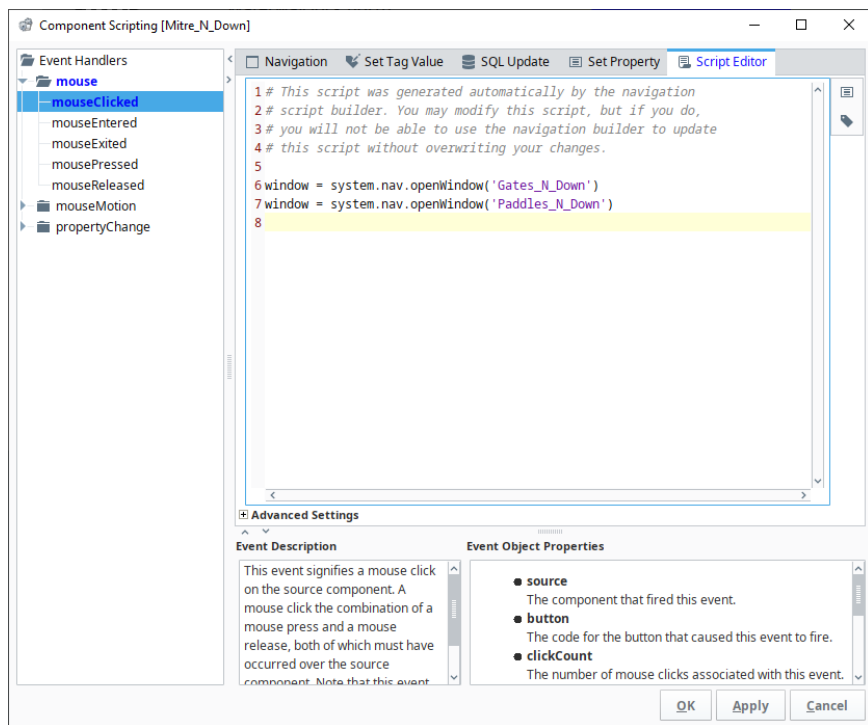 Component Scripting [Mitre_N_Down]
Event Handlers
mouse
mouseClicked
mouseEntered
mouseExited
mousePressed
mouseReleased
mouseMotion
propertyChange
Navigation Set Tag Value SQL Update Set Property Script Editor
1 # This script was generated automatically by the navigation
2 # script builder. You may modify this script, but if you do,
3 # you will not be able to use the navigation builder to update
4 # this script without overwriting your changes.
5
6 window = system.nav.openWindow('Gates_N_Down')
7 window = system.nav.openWindow('Paddles_N_Down')
8
Advanced Settings
Event Description
This event signifies a mouse click
on the source component. A
mouse click the combination of a
mouse press and a mouse
release, both of which must have
occurred over the source
component. Note that this event
Event Object Properties
source
The component that fired this event.
button
The code for the button that caused this event to fire.
clickCount
The number of mouse clicks associated with this event.
OK Apply Cancel